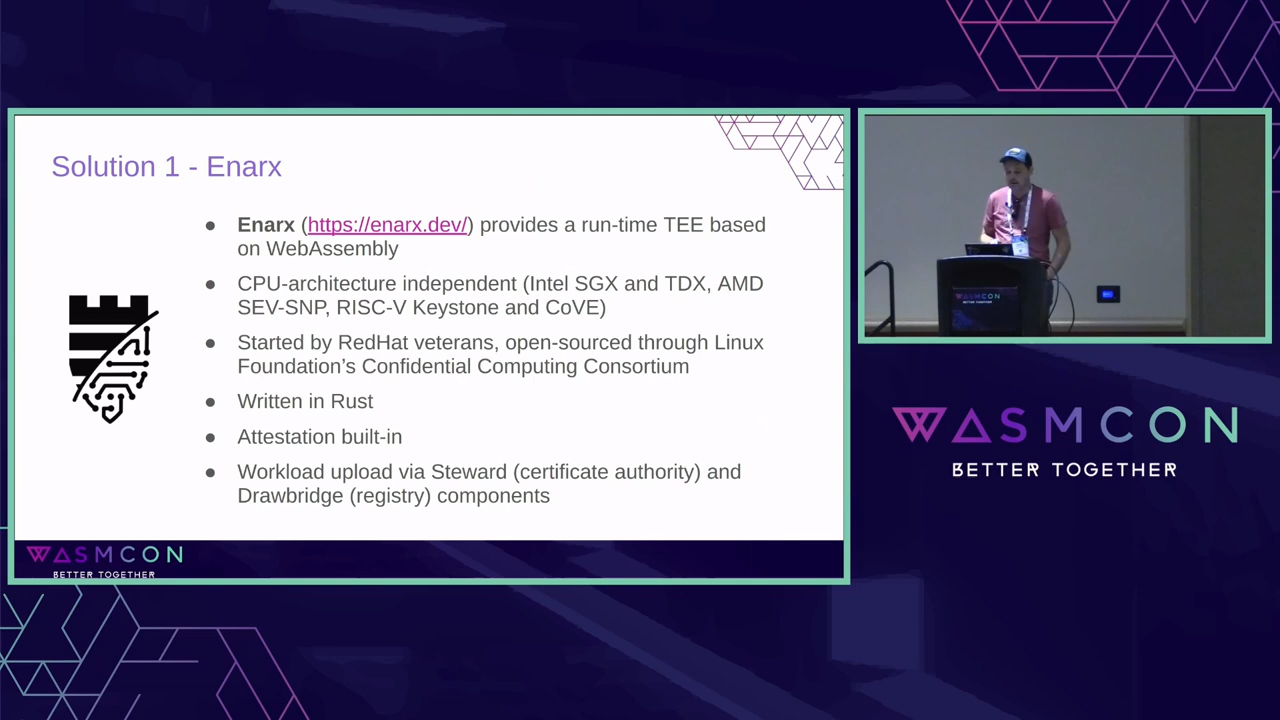 Solution 1 - Enarx
● Enarx (https://enarx.dev/) provides a run-time TEE based
on WebAssembly
● CPU-architecture independent (Intel SGX and TDX, AMD
SEV-SNP, RISC-V Keystone and CoVE)
● Started by RedHat veterans, open-sourced through Linux
Foundation’s Confidential Computing Consortium
● Written in Rust
● Attestation built-in
● Workload upload via Steward (certificate authority) and
Drawbridge (registry) components
WASMCON
BETTER TOGETHER
WASMCON
BETTER TOGETHER
WASMCON